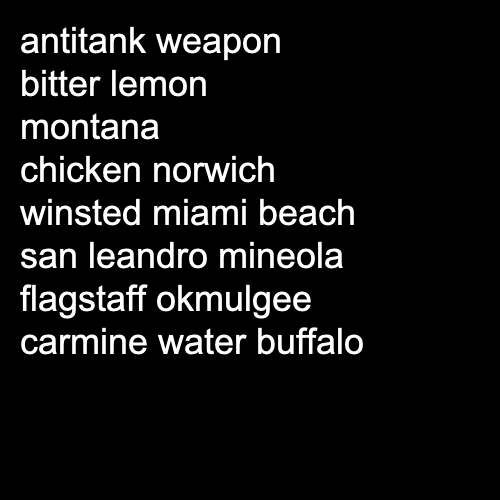 antitank weapon
bitter lemon
montana
chicken norwich
winsted miami beach
san leandro mineola
flagstaff okmulgee
carmine water buffalo